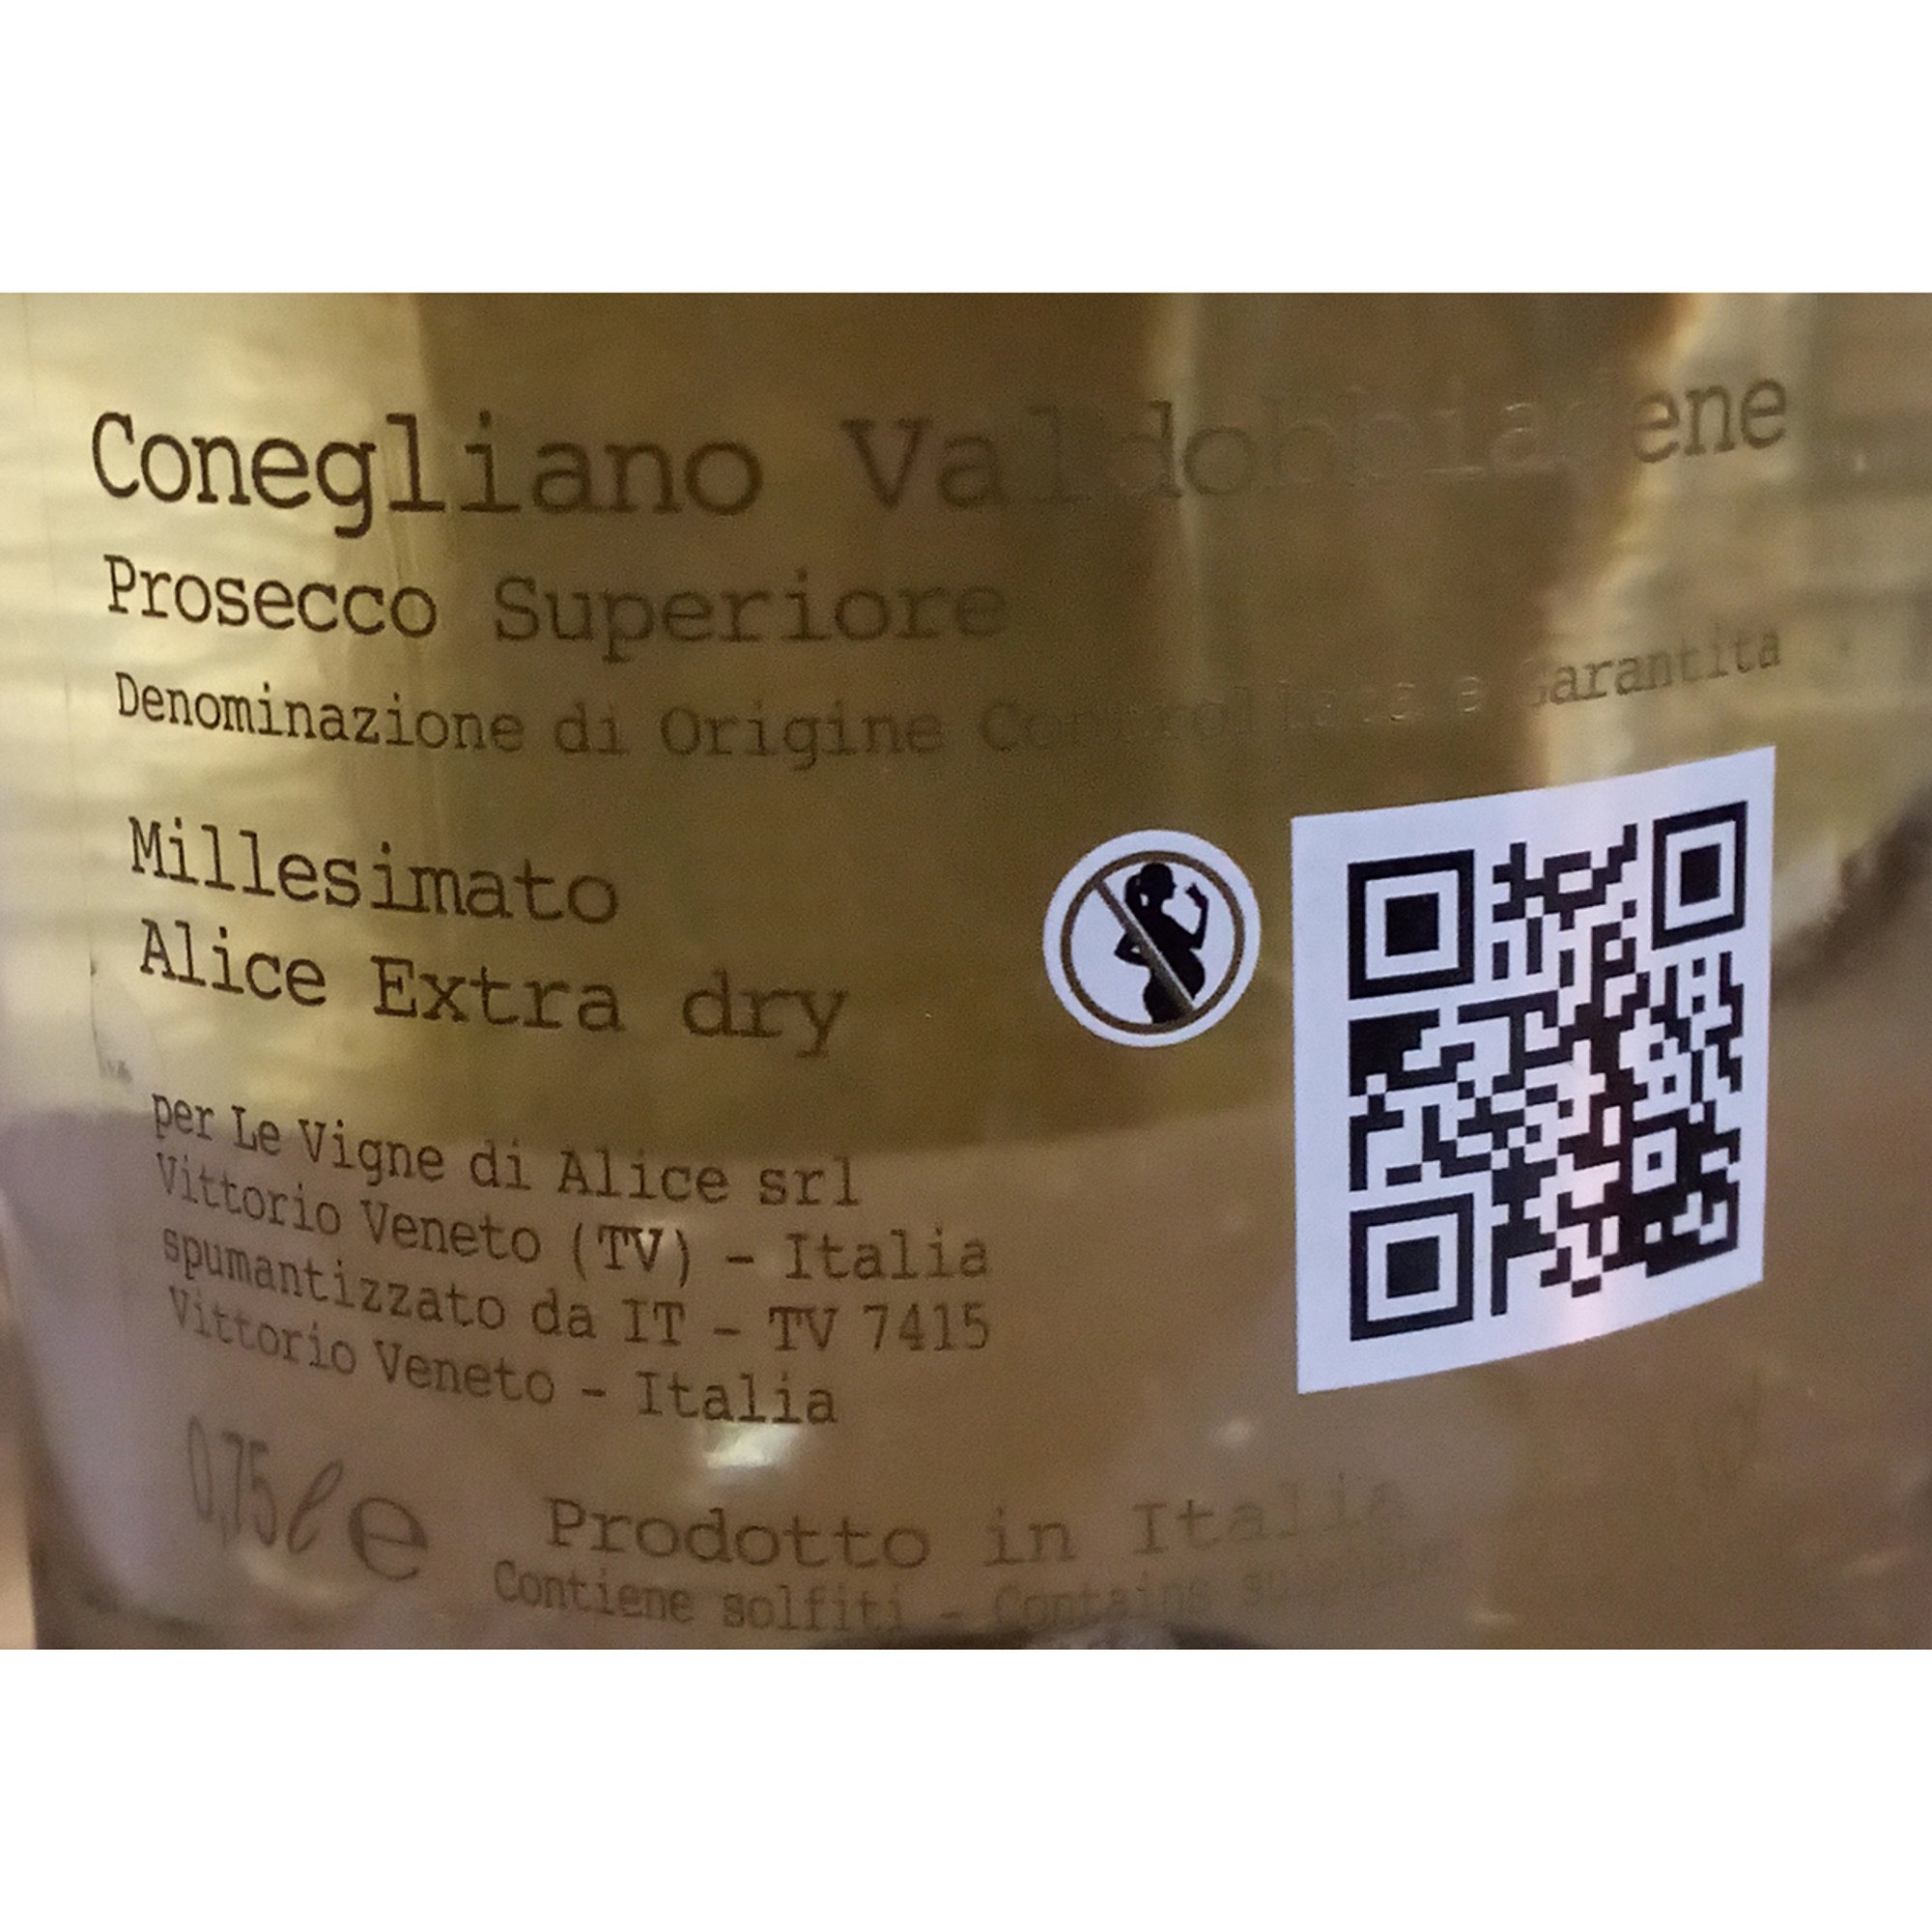 Conegliano Valdobbiadene
Prosecco Superiore
Denominazione di Origine Controllata e Garantita
Millesimato
Alice Extra dry
per Le Vigne di Alice srl
Vittorio Veneto (TV) - Italia
spumantizzato da IT - TV 7415
Vittorio Veneto - Italia
0,75 ℓ e
Prodotto in Italia
Contiene solfiti - Contains